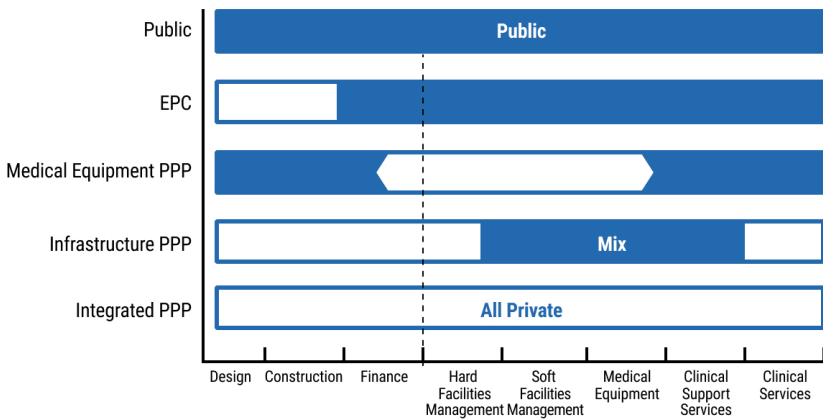 Public
Public
EPC
Medical Equipment PPP
Infrastructure PPP
Mix
Integrated PPP
All Private
Design
Construction
Finance
Hard
Facilities
Management
Soft
Facilities
Management
Medical
Equipment
Clinical
Support
Services
Clinical
Services